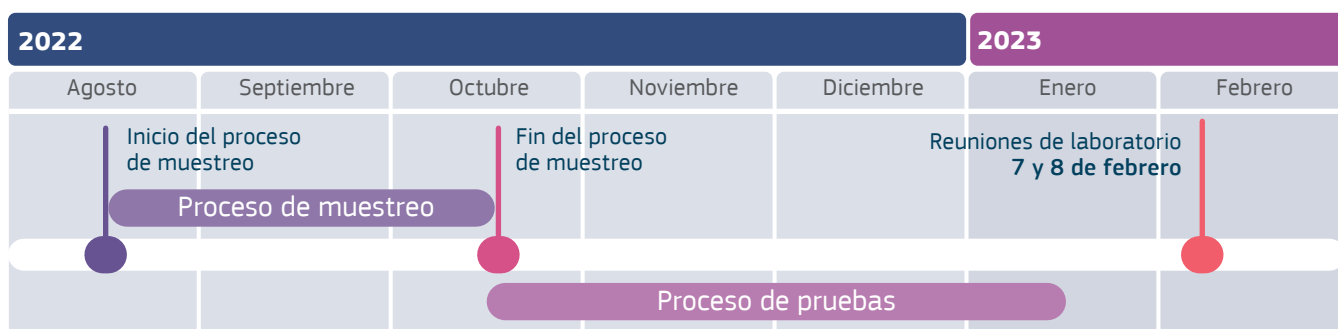 2022
2023
Agosto
Septiembre
Octubre
Noviembre
Diciembre
Enero
Febrero
Inicio del proceso
de muestreo
Fin del proceso
de muestreo
Reuniones de laboratorio
7 y 8 de febrero
Proceso de muestreo
Proceso de pruebas